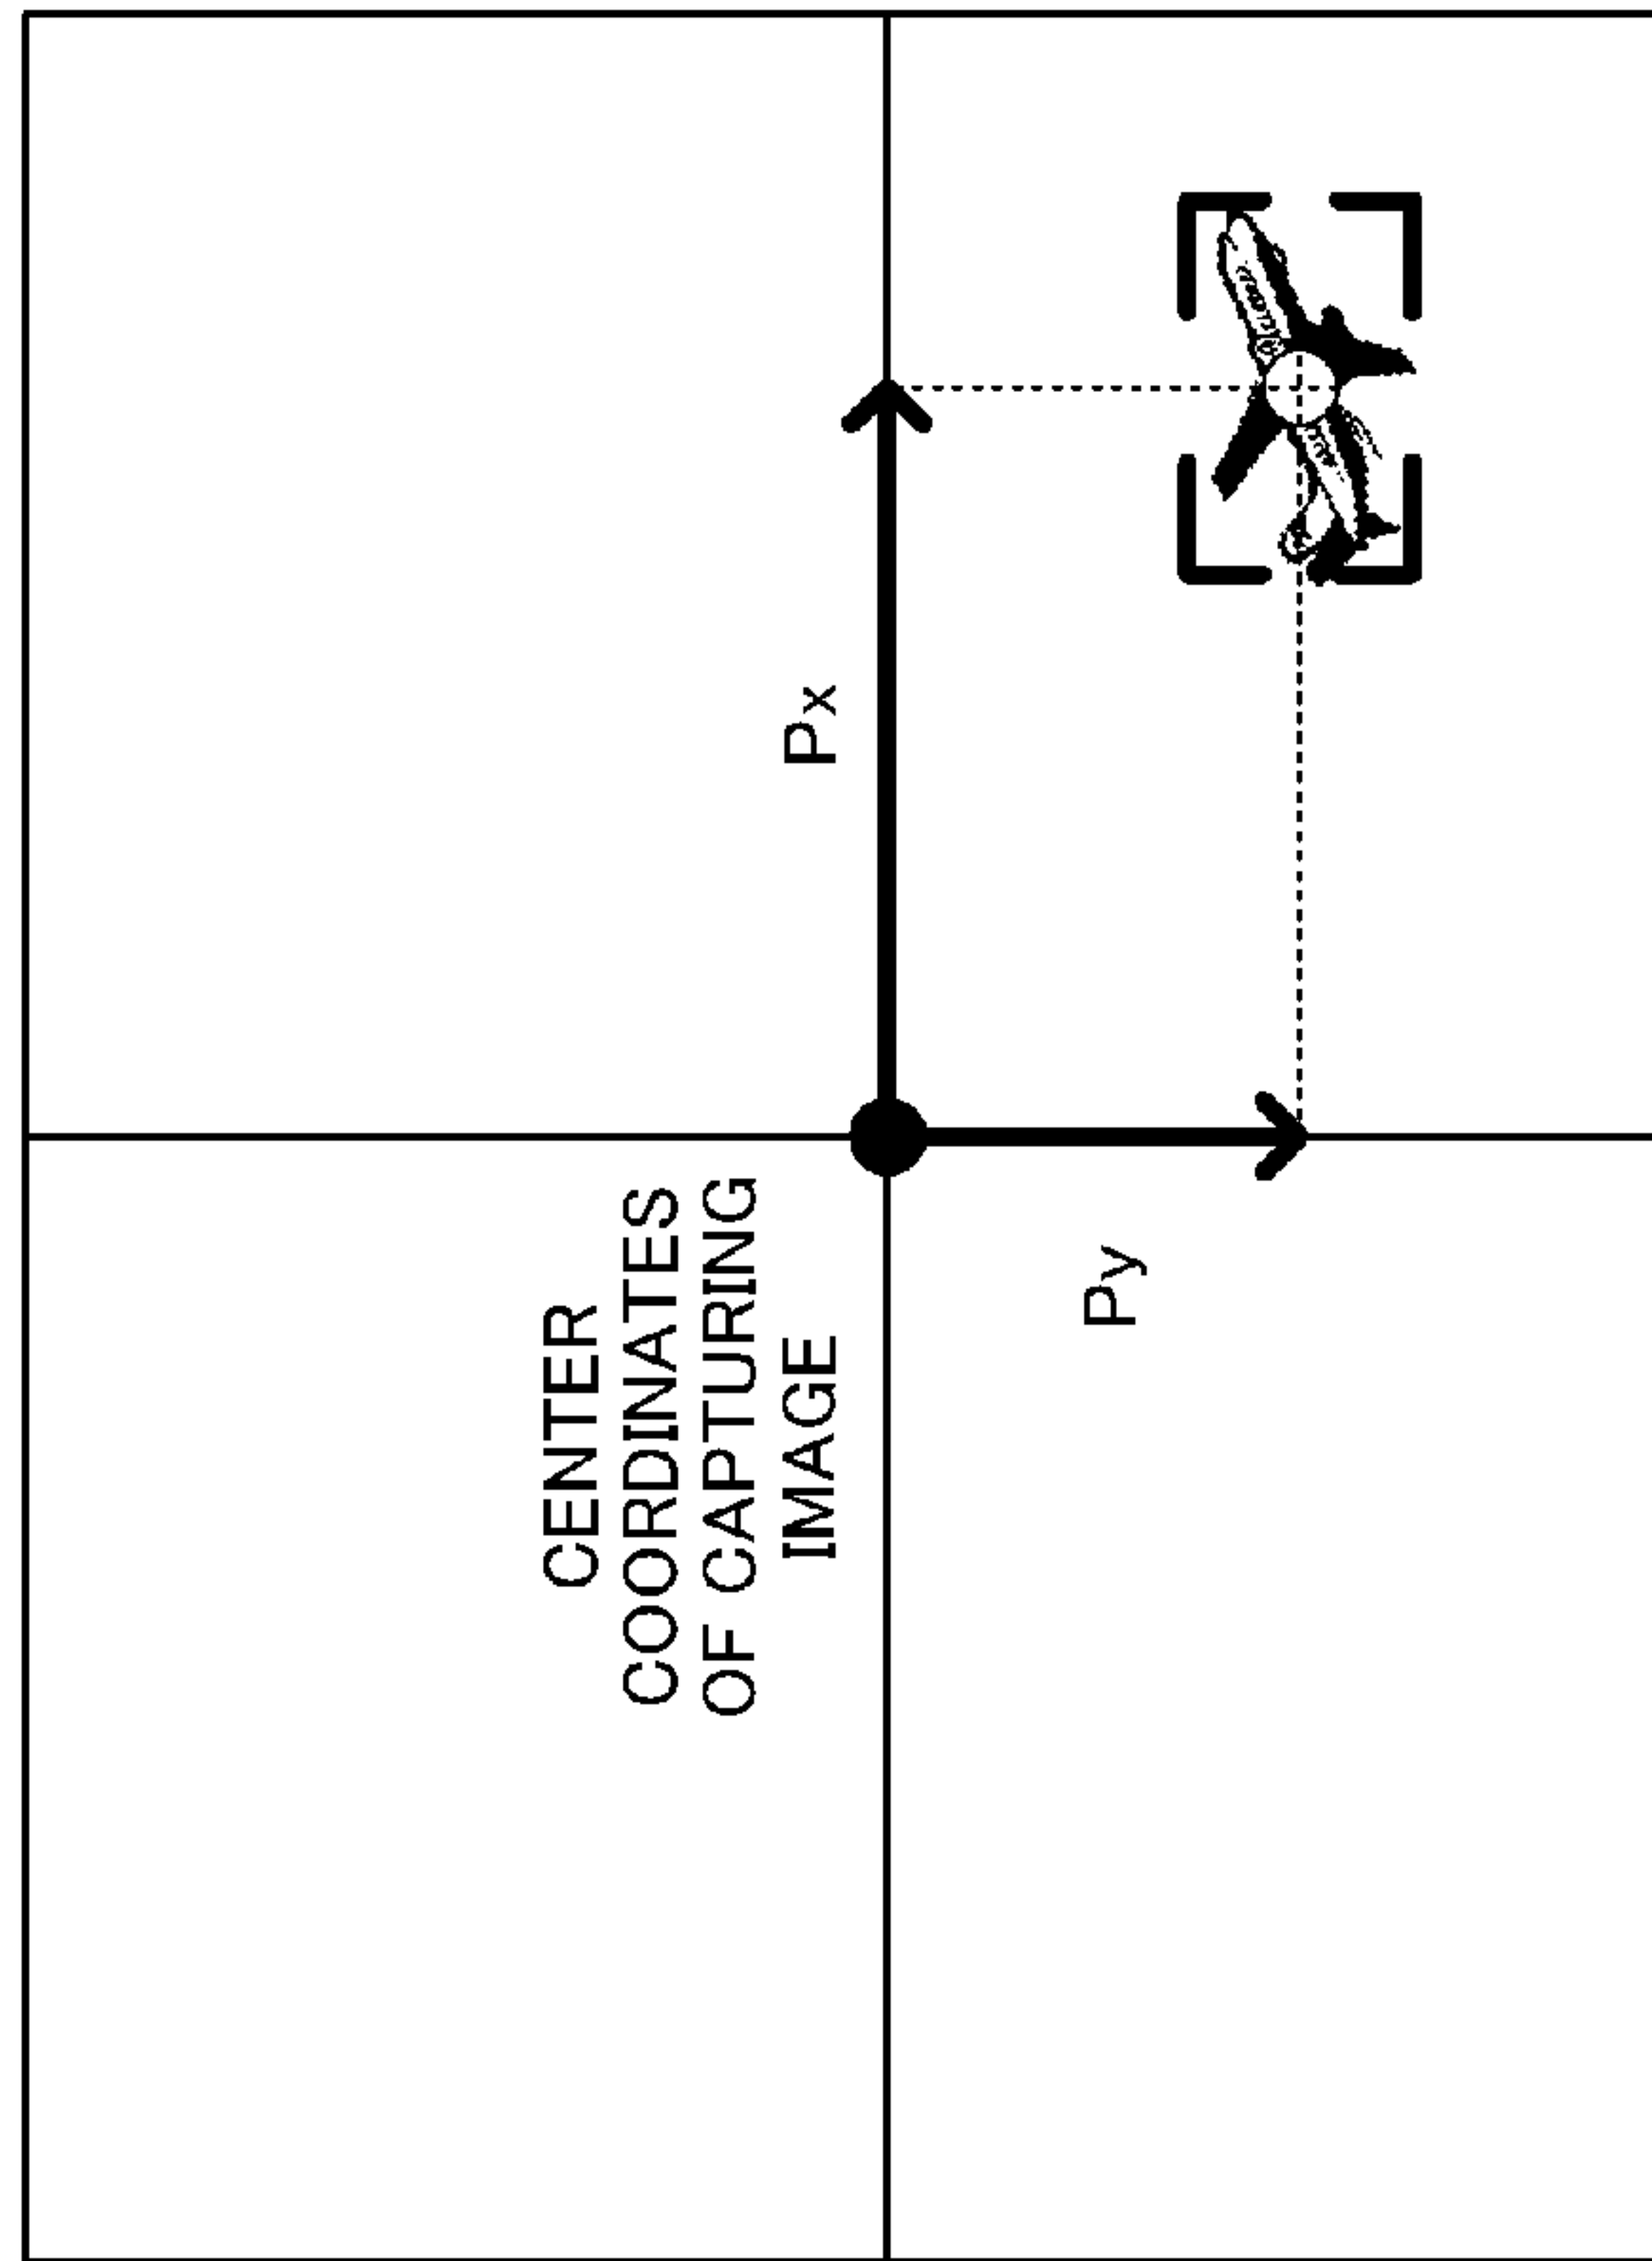 CENTER
COORDINATES
OF CAPTURING
IMAGE
Px
Py